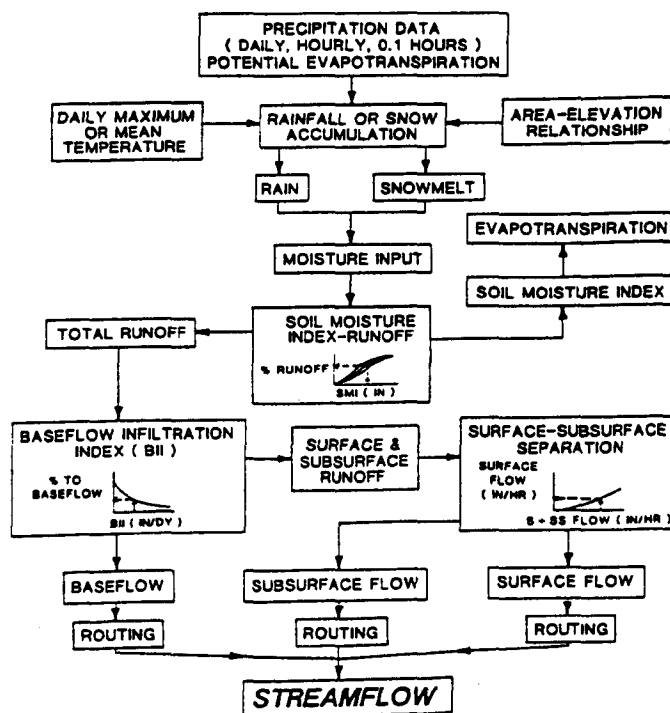 PRECIPITATION DATA
( DAILY, HOURLY, 0.1 HOURS )
POTENTIAL EVAPOTRANSPIRATION
DAILY MAXIMUM
OR MEAN
TEMPERATURE
RAINFALL OR SNOW
ACCUMULATION
AREA-ELEVATION
RELATIONSHIP
RAIN
SNOWMELT
EVAPOTRANSPIRATION
MOISTURE INPUT
SOIL MOISTURE INDEX
TOTAL RUNOFF
SOIL MOISTURE
INDEX-RUNOFF
% RUNOFF
SMI ( IN )
BASEFLOW INFILTRATION
INDEX ( BII )
% TO
BASEFLOW
BII ( IN/DY )
SURFACE &
SUBSURFACE
RUNOFF
SURFACE-SUBSURFACE
SEPARATION
SURFACE
FLOW
( IN/HR )
S + SS FLOW ( IN/HR )
BASEFLOW
SUBSURFACE FLOW
SURFACE FLOW
ROUTING
ROUTING
ROUTING
STREAMFLOW